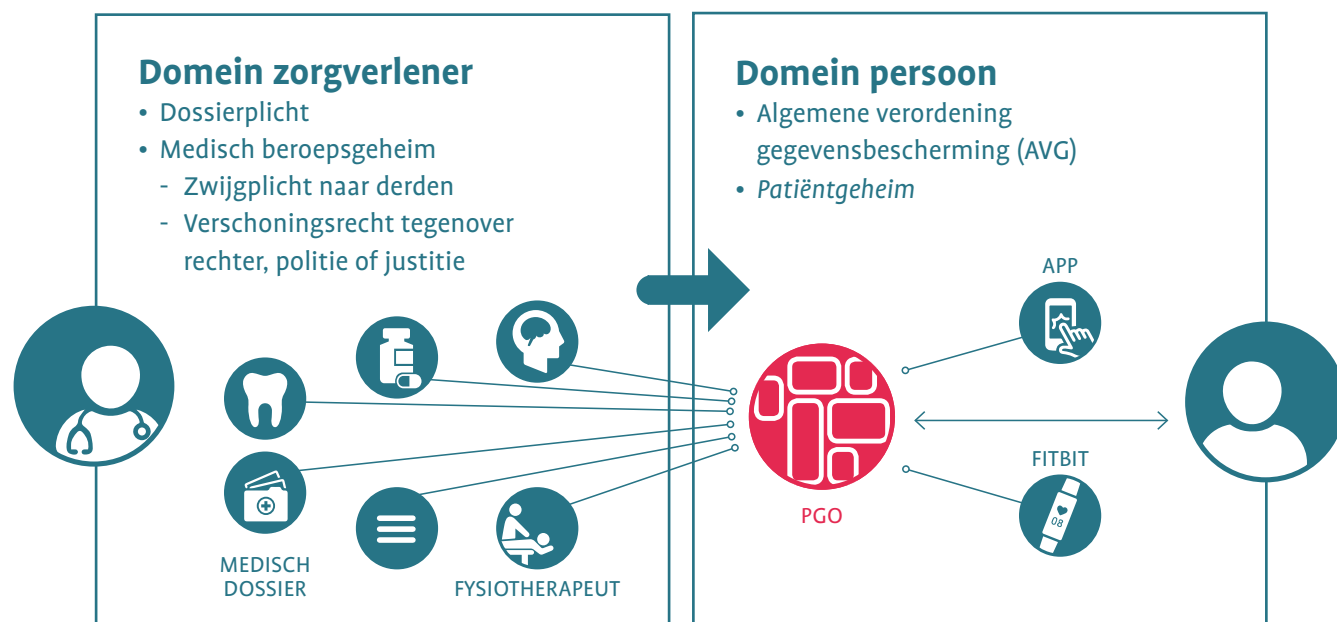 Domein zorgverlener
• Dossierplicht
• Medisch beroepsgeheim
- Zwijgplicht naar derden
- Verschoningsrecht tegenover
rechter, politie of justitie
MEDISCH
DOSSIER
FYSIOTHERAPEUT
Domein persoon
• Algemene verordening
gegevensbescherming (AVG)
• Patiëntgeheim
APP
PGO
FITBIT
08